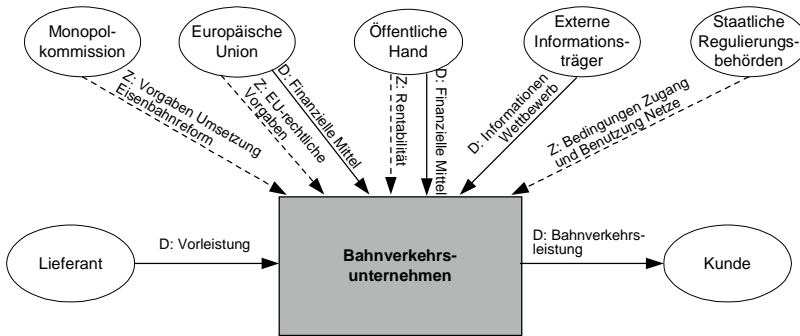 Monopol-
kommission
Europäische
Union
Öffentliche
Hand
Externe
Informations-
träger
Staatliche
Regulierungs-
behörden
Z: Vorgaben Umsetzung
Eisenbahnreform
Z: EU-rechtliche
Vorgaben
D: Finanzielle Mittel
Z: Rentabilität
D: Finanzielle Mittel
D: Informationen
Wettbewerb
Z: Bedingungen Zugang
und Benutzung Netze
Lieferant
D: Vorleistung
Bahnverkehrs-
unternehmen
D: Bahnverkehrs-
leistung
Kunde